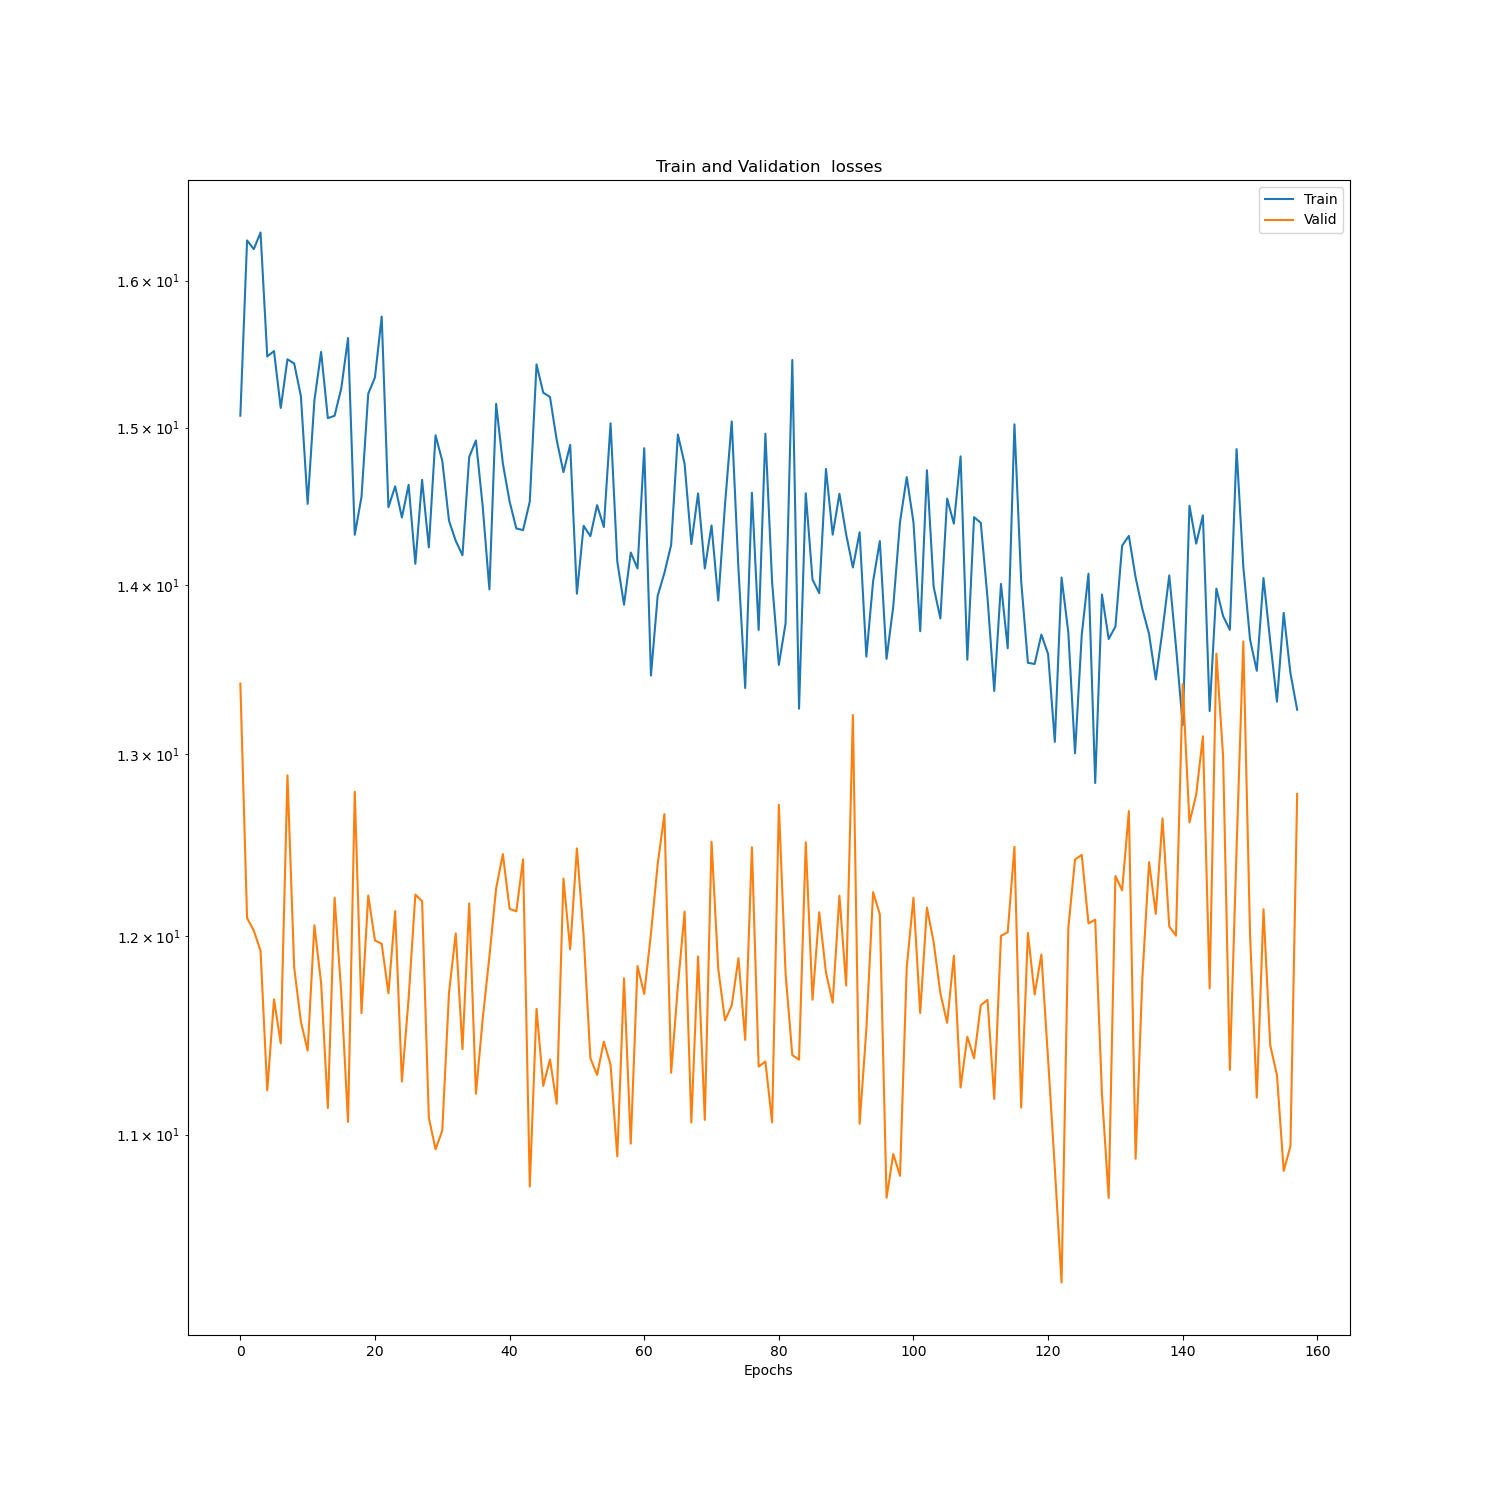 Train and Validation  losses
Train
Valid
1.6 × 10¹
1.5 × 10¹
1.4 × 10¹
1.3 × 10¹
1.2 × 10¹
1.1 × 10¹
0 20 40 60 80 100 120 140 160
Epochs